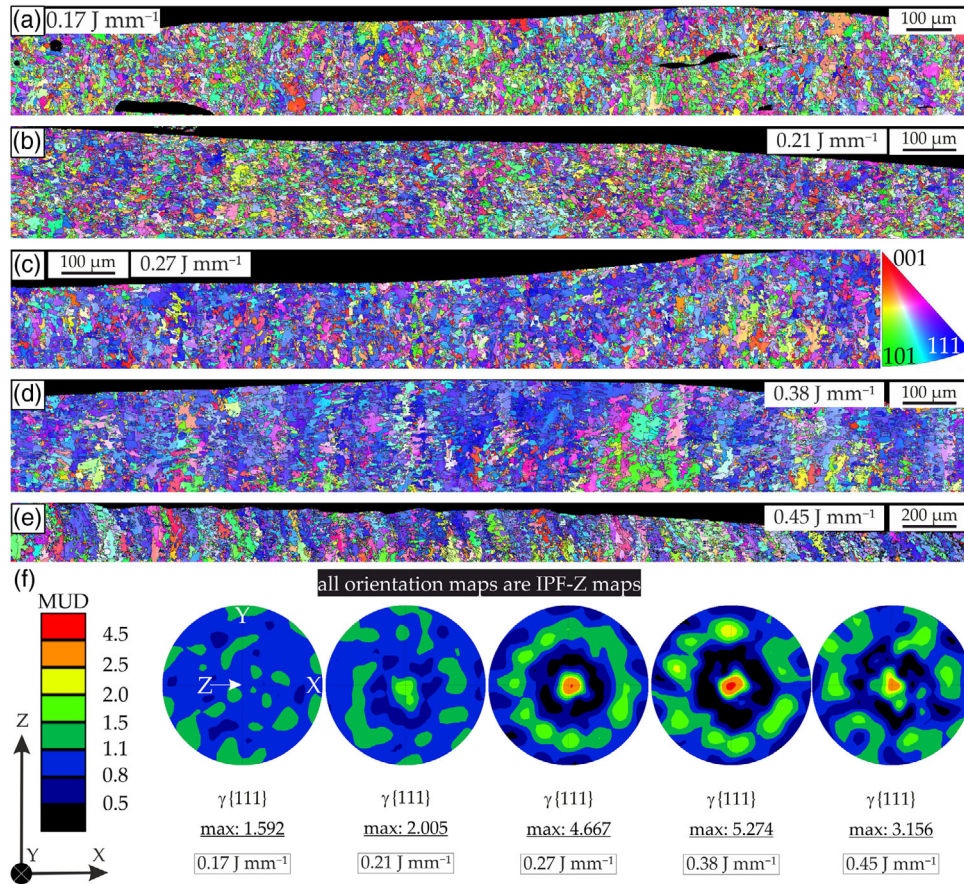 (a) 0.17 J mm⁻¹ 100 µm
(b) 0.21 J mm⁻¹ 100 µm
(c) 100 µm 0.27 J mm⁻¹ 001
101 111
(d) 0.38 J mm⁻¹ 100 µm
(e) 0.45 J mm⁻¹ 200 µm
(f) all orientation maps are IPF-Z maps
MUD
4.5
2.5
2.0
1.5
1.1
0.8
0.5
Z
Y X
Y
Z X
γ{111} γ{111} γ{111} γ{111} γ{111}
max: 1.592 max: 2.005 max: 4.667 max: 5.274 max: 3.156
0.17 J mm⁻¹ 0.21 J mm⁻¹ 0.27 J mm⁻¹ 0.38 J mm⁻¹ 0.45 J mm⁻¹